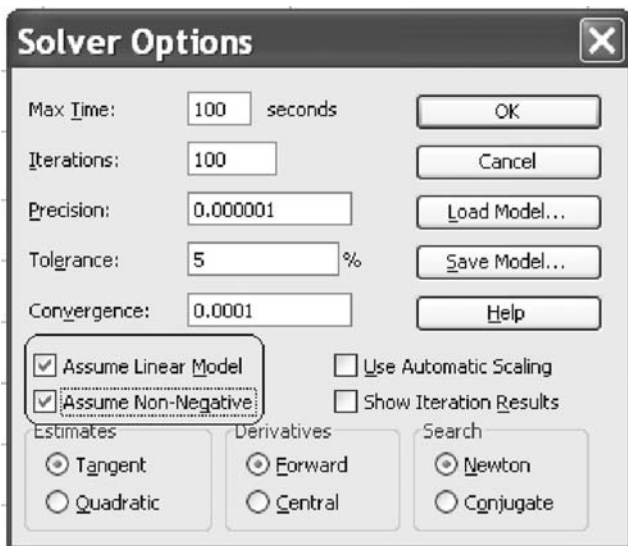 Solver Options
Max Time: 100 seconds OK
Iterations: 100 Cancel
Precision: 0.000001 Load Model...
Tolerance: 5 % Save Model...
Convergence: 0.0001 Help
Assume Linear Model Use Automatic Scaling
Assume Non-Negative Show Iteration Results
Estimates Derivatives Search
Tangent Forward Newton
Quadratic Central Conjugate